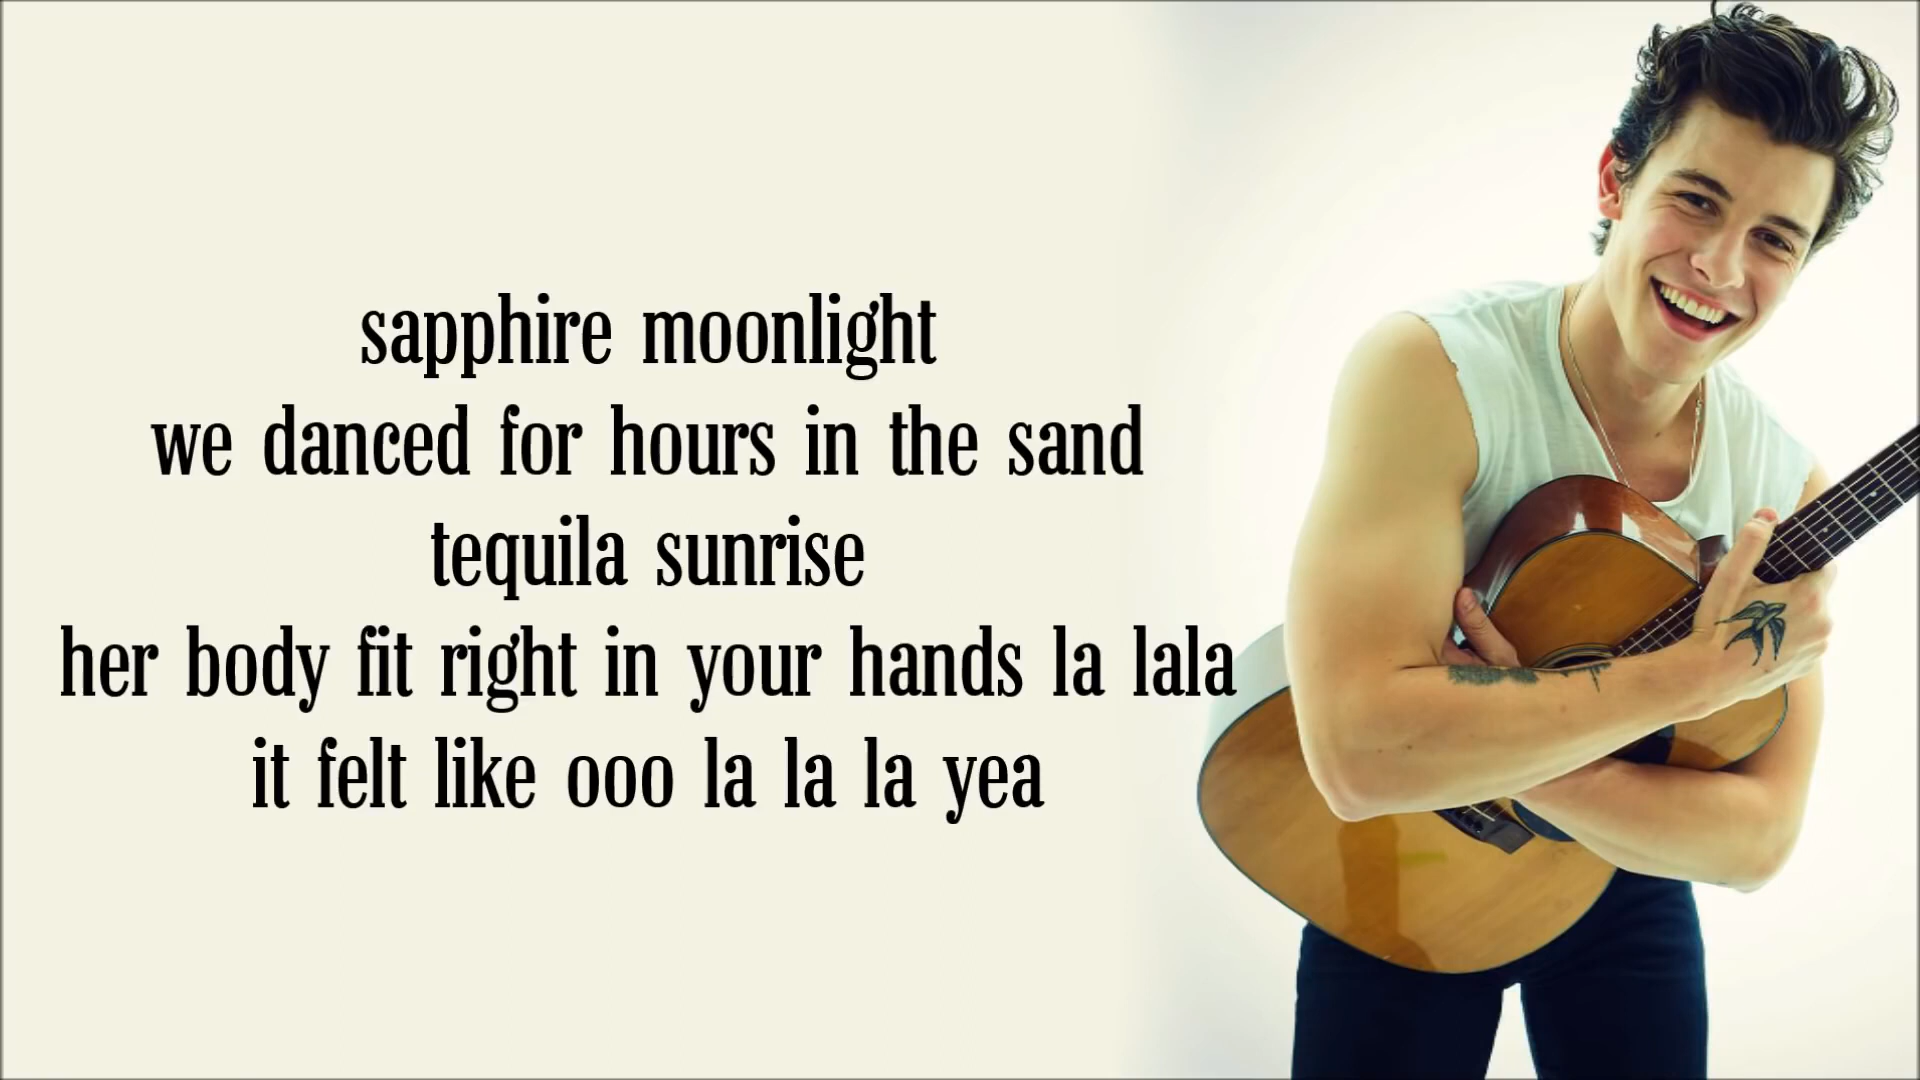 sapphire moonlight
we danced for hours in the sand
tequila sunrise
her body fit right in your hands la lala
it felt like ooo la la la yea